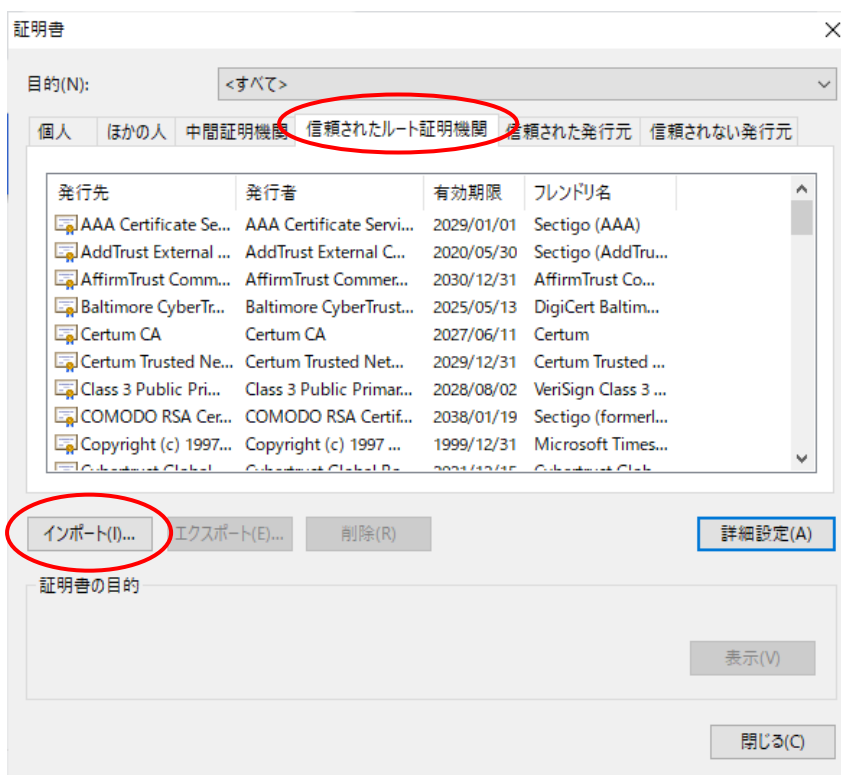 証明書
目的(N): <すべて>
個人 ほかの人 中間証明機関 信頼されたルート証明機関 信頼された発行元 信頼されない発行元
発行先 発行者 有効期限 フレンドリ名
AAA Certificate Se... AAA Certificate Servi... 2029/01/01 Sectigo (AAA)
AddTrust External ... AddTrust External C... 2020/05/30 Sectigo (AddTru...
AffirmTrust Comm... AffirmTrust Commer... 2030/12/31 AffirmTrust Co...
Baltimore CyberTr... Baltimore CyberTrust... 2025/05/13 DigiCert Baltim...
Certum CA Certum CA 2027/06/11 Certum
Certum Trusted Ne... Certum Trusted Net... 2029/12/31 Certum Trusted ...
Class 3 Public Pri... Class 3 Public Primar... 2028/08/02 VeriSign Class 3 ...
COMODO RSA Cer... COMODO RSA Certif... 2038/01/19 Sectigo (formerl...
Copyright (c) 1997... Copyright (c) 1997 ... 1999/12/31 Microsoft Times...
インポート(I)... エクスポート(E)... 削除(R) 詳細設定(A)
証明書の目的
表示(V)
閉じる(C)